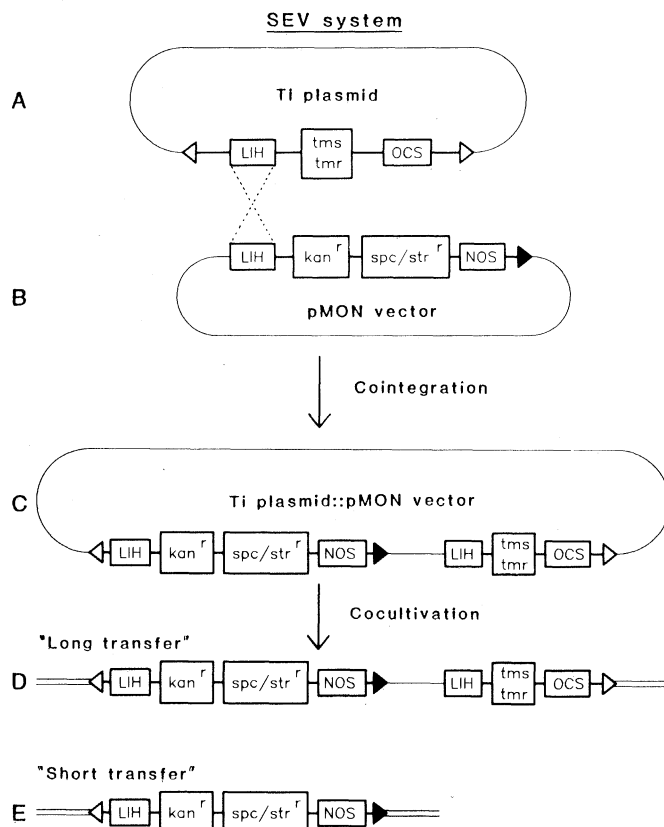 SEV system
A
Ti plasmid
LIH
tms
tmr
OCS
LIH
kan r
spc/str r
NOS
B
pMON vector
Cointegration
C
Ti plasmid::pMON vector
LIH
kan r
spc/str r
NOS
LIH
tms
tmr
OCS
Cocultivation
"Long transfer"
D
LIH
kan r
spc/str r
NOS
LIH
tms
tmr
OCS
"Short transfer"
E
LIH
kan r
spc/str r
NOS